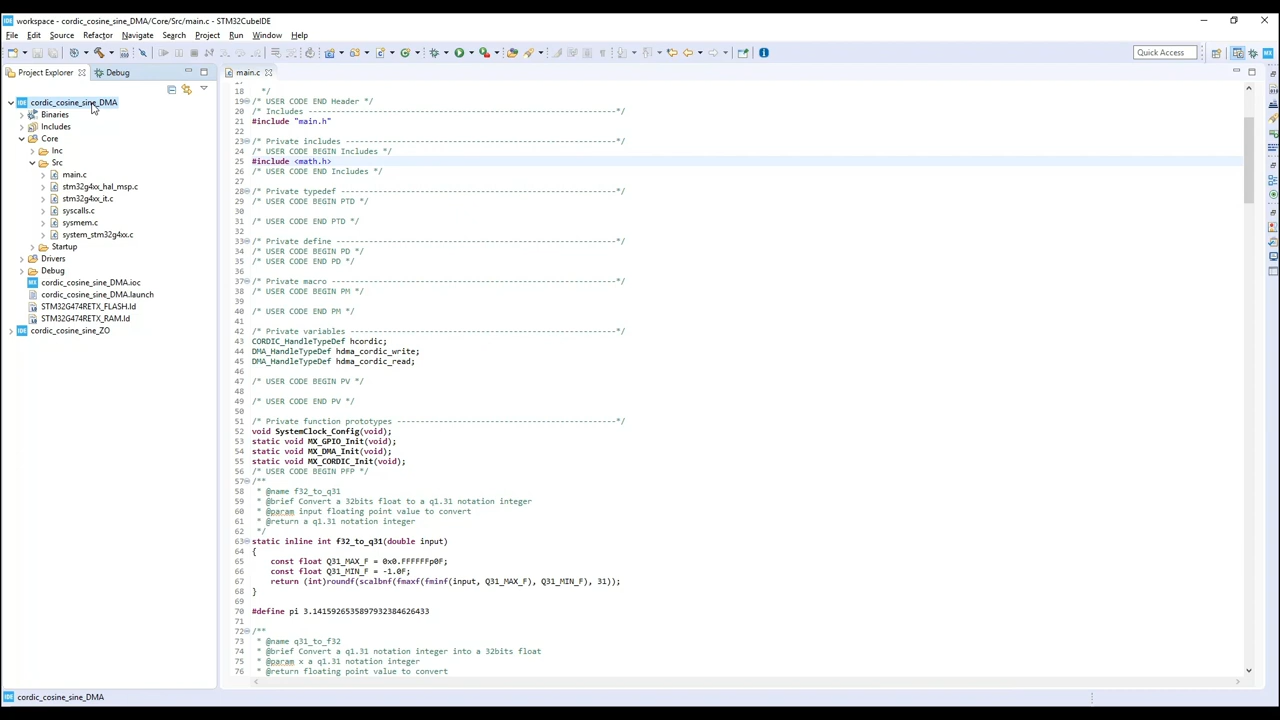 workspace - cordic_cosine_sine_DMA/Core/Src/main.c - STM32CubeIDE
File Edit Source Refactor Navigate Search Project Run Window Help
Quick Access
Project Explorer Debug
main.c
cordic_cosine_sine_DMA
Binaries
Includes
Core
Inc
Src
main.c
stm32g4xx_hal_msp.c
stm32g4xx_it.c
syscalls.c
sysmem.c
system_stm32g4xx.c
Startup
Drivers
Debug
cordic_cosine_sine_DMA.ioc
cordic_cosine_sine_DMA.launch
STM32G474RETX_FLASH.ld
STM32G474RETX_RAM.ld
cordic_cosine_sine_ZO
18 */
19 /* USER CODE END Header */
20 /* Includes ------------------------------------------------------------------*/
21 #include "main.h"
22
23 /* Private includes ----------------------------------------------------------*/
24 /* USER CODE BEGIN Includes */
25 #include <math.h>
26 /* USER CODE END Includes */
27
28 /* Private typedef -----------------------------------------------------------*/
29 /* USER CODE BEGIN PTD */
30
31 /* USER CODE END PTD */
32
33 /* Private define ------------------------------------------------------------*/
34 /* USER CODE BEGIN PD */
35 /* USER CODE END PD */
36
37 /* Private macro -------------------------------------------------------------*/
38 /* USER CODE BEGIN PM */
39
40 /* USER CODE END PM */
41
42 /* Private variables ---------------------------------------------------------*/
43 CORDIC_HandleTypeDef hcordic;
44 DMA_HandleTypeDef hdma_cordic_write;
45 DMA_HandleTypeDef hdma_cordic_read;
46
47 /* USER CODE BEGIN PV */
48
49 /* USER CODE END PV */
50
51 /* Private function prototypes -----------------------------------------------*/
52 void SystemClock_Config(void);
53 static void MX_GPIO_Init(void);
54 static void MX_DMA_Init(void);
55 static void MX_CORDIC_Init(void);
56 /* USER CODE BEGIN PFP */
57 /**
58 * @name f32_to_q31
59 * @brief Convert a 32bits float to a q1.31 notation integer
60 * @param input floating point value to convert
61 * @return a q1.31 notation integer
62 */
63 static inline int f32_to_q31(double input)
64 {
65 const float Q31_MAX_F = 0x0.FFFFFFp0F;
66 const float Q31_MIN_F = -1.0F;
67 return (int)roundf(scalbnf(fmaxf(fminf(input, Q31_MAX_F), Q31_MIN_F), 31));
68 }
69
70 #define pi 3.1415926535897932384626433
71
72 /**
73 * @name q31_to_f32
74 * @brief Convert a q1.31 notation integer into a 32bits float
75 * @param x a q1.31 notation integer
76 * @return floating point value to convert
cordic_cosine_sine_DMA